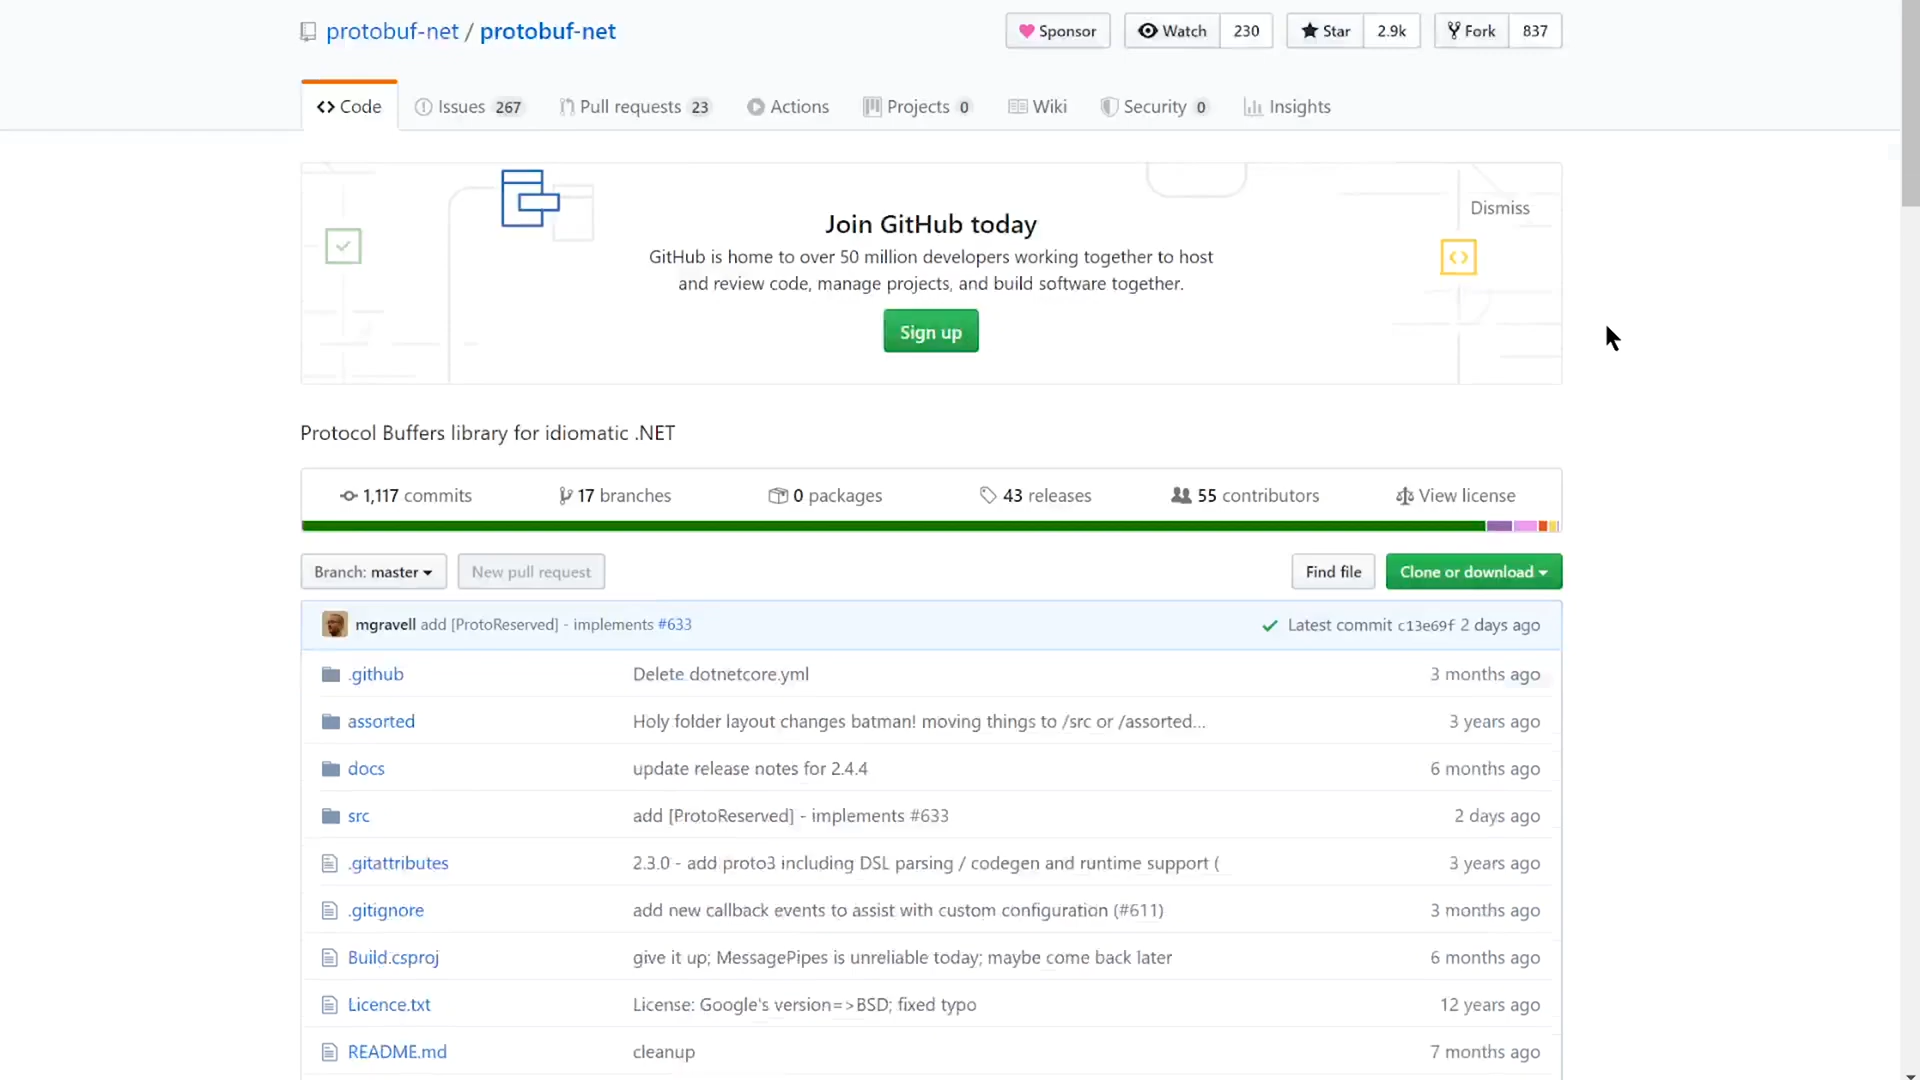 protobuf-net / protobuf-net
Sponsor Watch 230 Star 2.9k Fork 837
Code Issues 267 Pull requests 23 Actions Projects 0 Wiki Security 0 Insights
Dismiss
Join GitHub today
GitHub is home to over 50 million developers working together to host
and review code, manage projects, and build software together.
Sign up
Protocol Buffers library for idiomatic .NET
1,117 commits 17 branches 0 packages 43 releases 55 contributors View license
Branch: master New pull request Find file Clone or download
mgravell add [ProtoReserved] - implements #633 Latest commit c13e69f 2 days ago
.github Delete dotnetcore.yml 3 months ago
assorted Holy folder layout changes batman! moving things to /src or /assorted... 3 years ago
docs update release notes for 2.4.4 6 months ago
src add [ProtoReserved] - implements #633 2 days ago
.gitattributes 2.3.0 - add proto3 including DSL parsing / codegen and runtime support ( 3 years ago
.gitignore add new callback events to assist with custom configuration (#611) 3 months ago
Build.csproj give it up; MessagePipes is unreliable today; maybe come back later 6 months ago
Licence.txt License: Google's version=>BSD; fixed typo 12 years ago
README.md cleanup 7 months ago